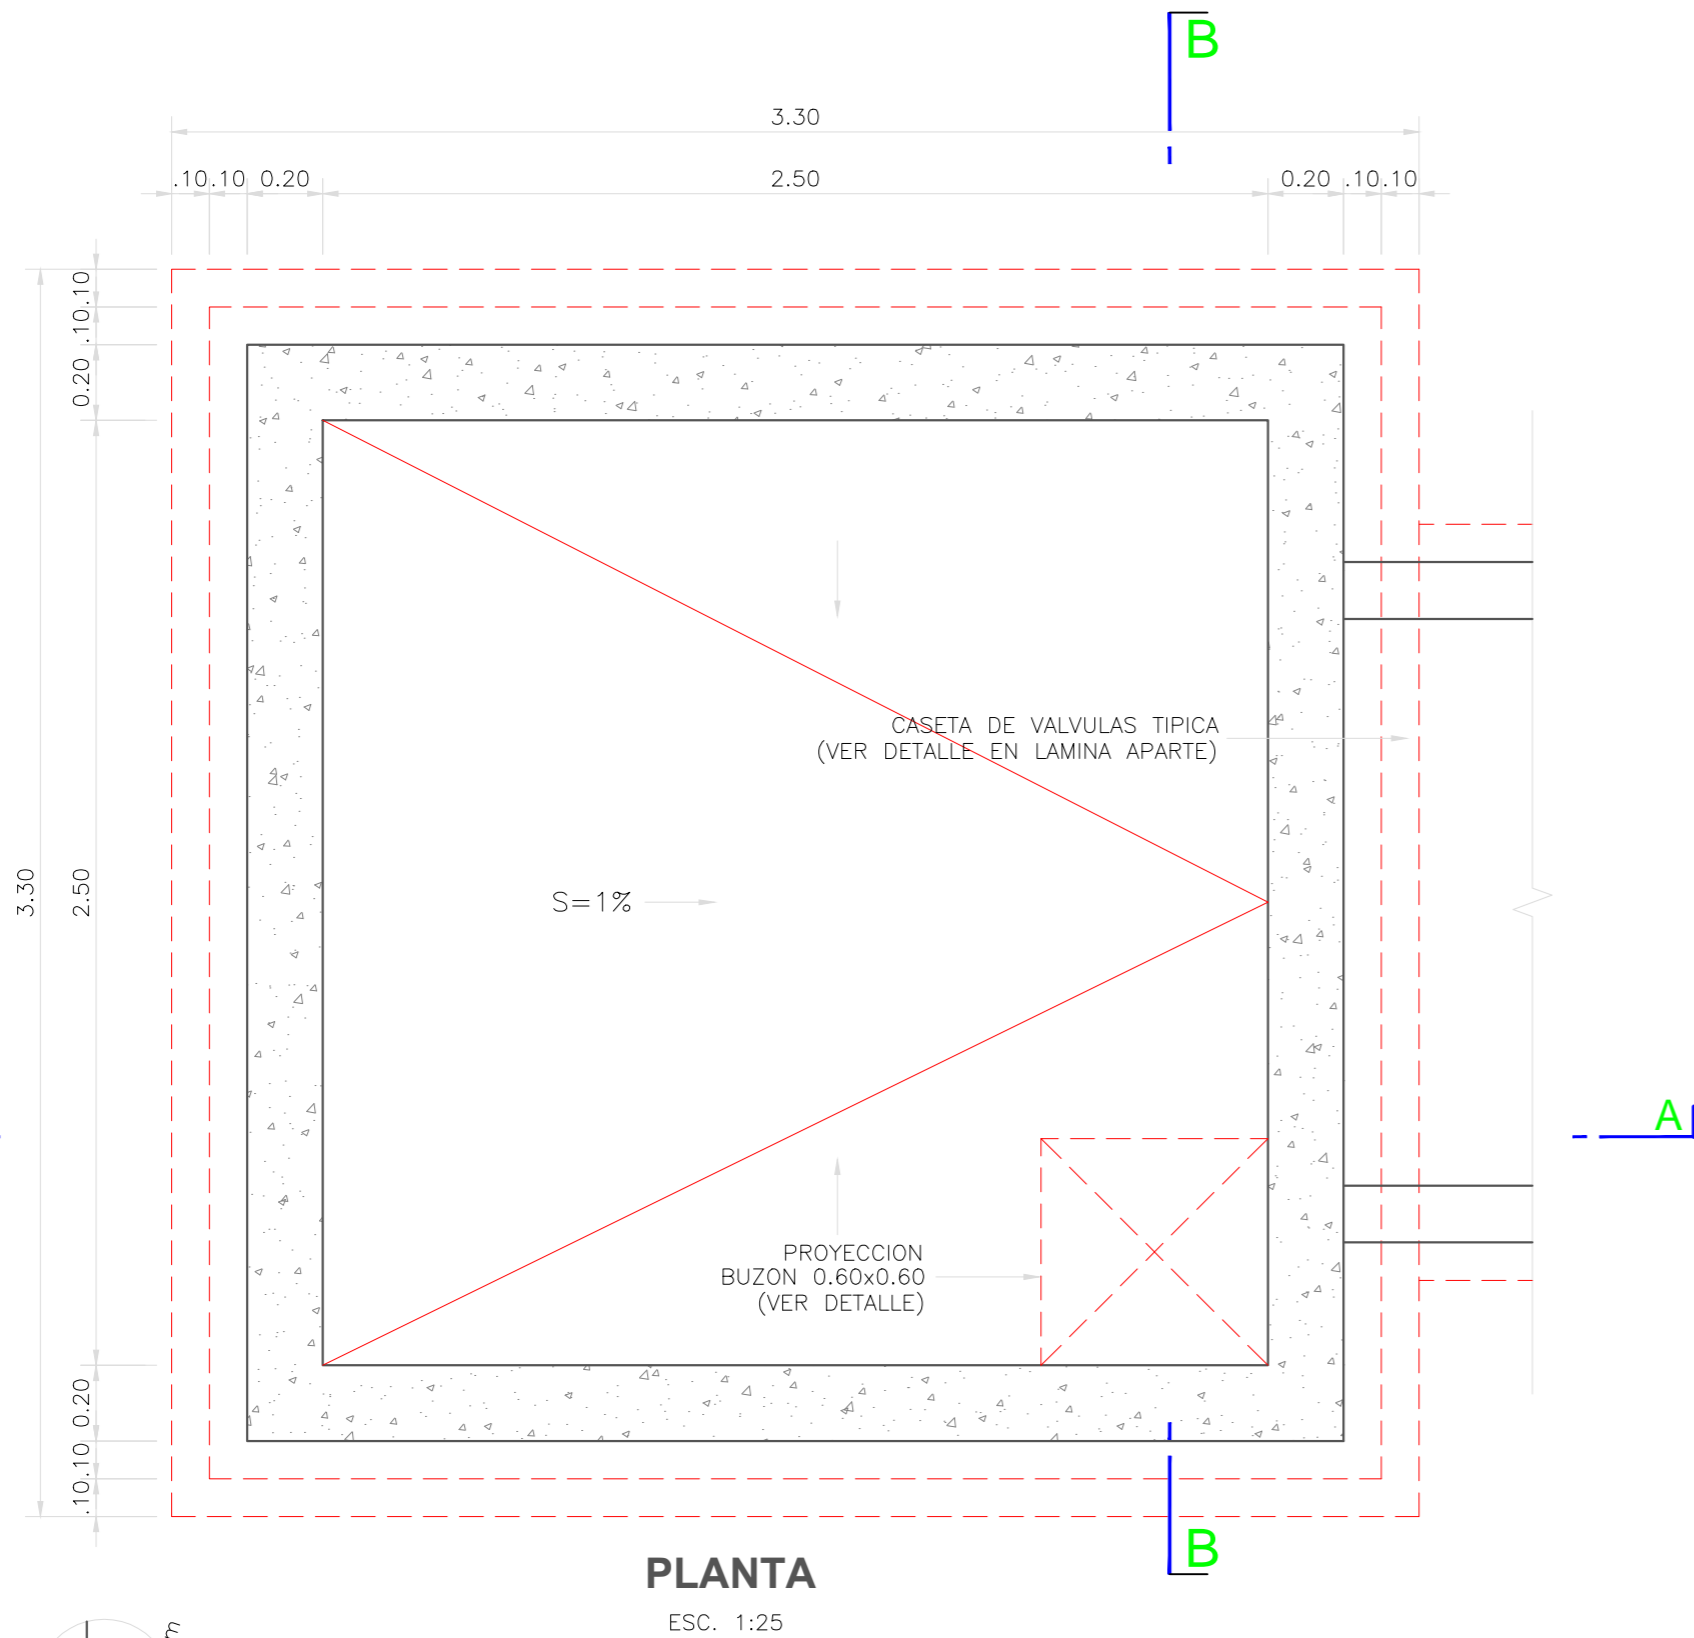 B
3.30
.10 .10 0.20 2.50 0.20 .10 .10
.10
.10
0.20
CASETA DE VALVULAS TIPICA
(VER DETALLE EN LAMINA APARTE)
3.30
2.50
S=1%
A
PROYECCION
BUZON 0.60x0.60
(VER DETALLE)
0.20
.10
.10
B
PLANTA
ESC. 1:25